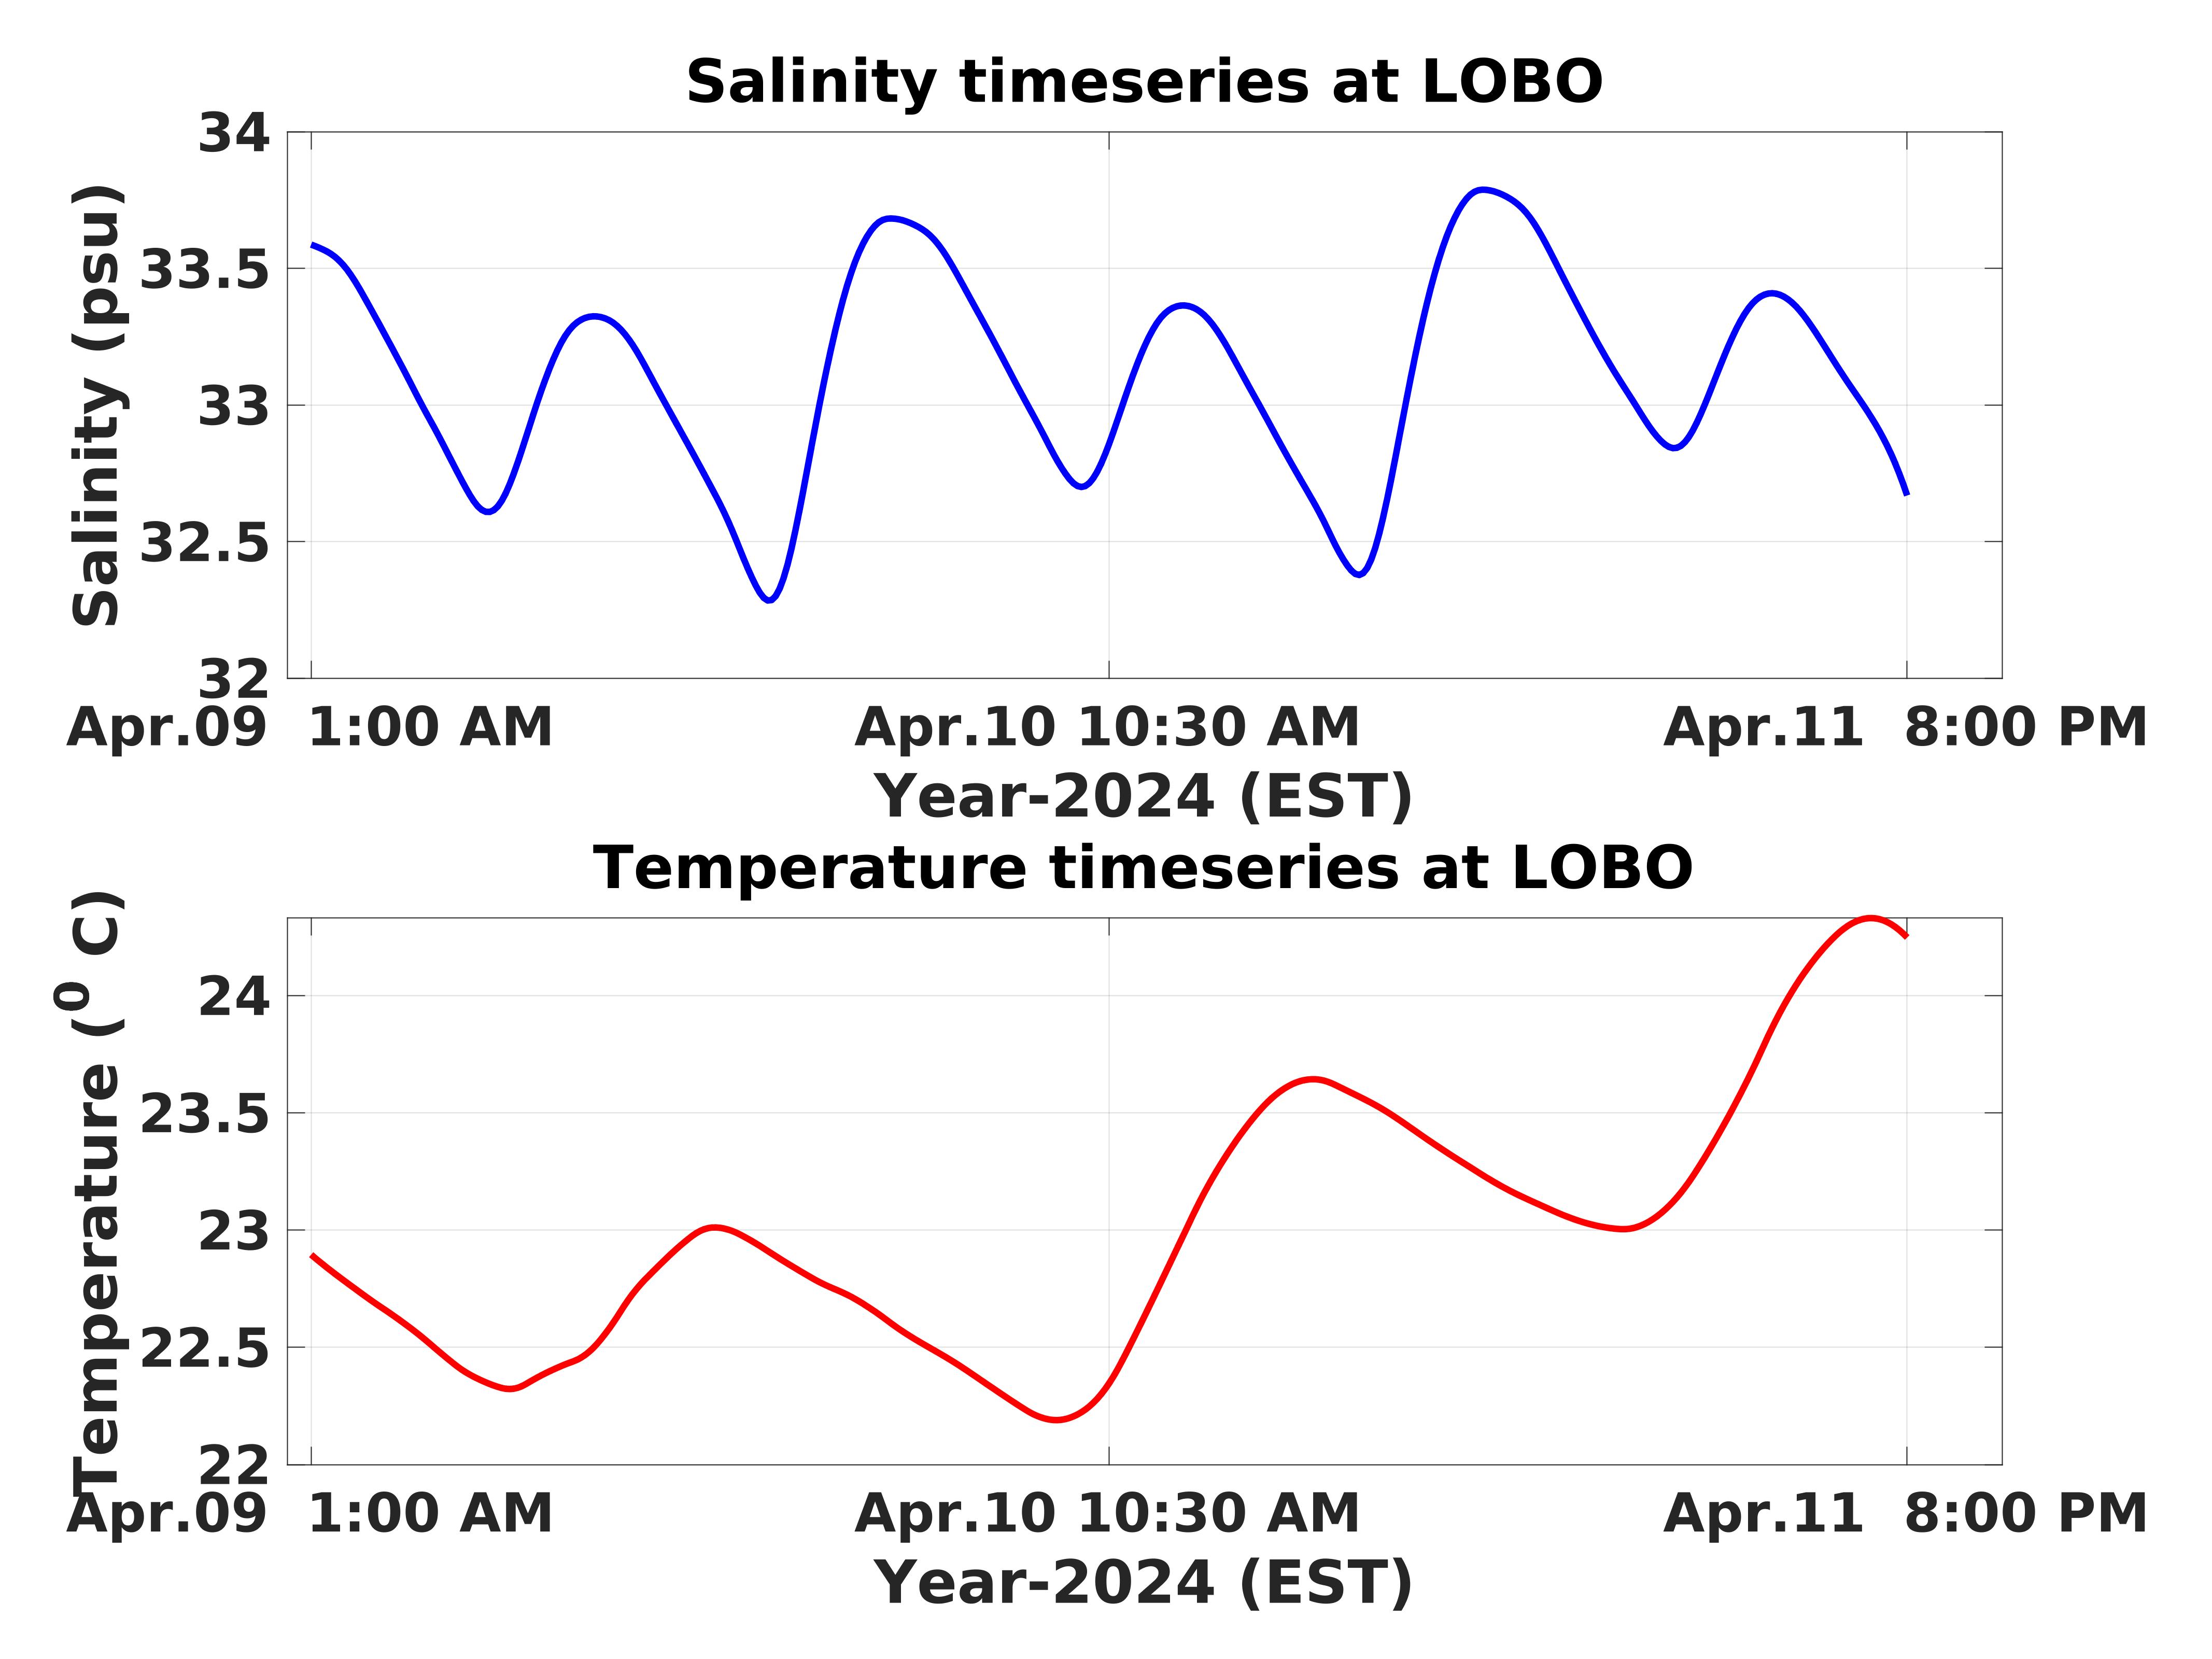 Salinity timeseries at LOBO
Salinity (psu)
34
33.5
33
32.5
32
Apr.09 1:00 AM Apr.10 10:30 AM Apr.11 8:00 PM
Year-2024 (EST)
Temperature timeseries at LOBO
Temperature (⁰ C)
24
23.5
23
22.5
22
Apr.09 1:00 AM Apr.10 10:30 AM Apr.11 8:00 PM
Year-2024 (EST)